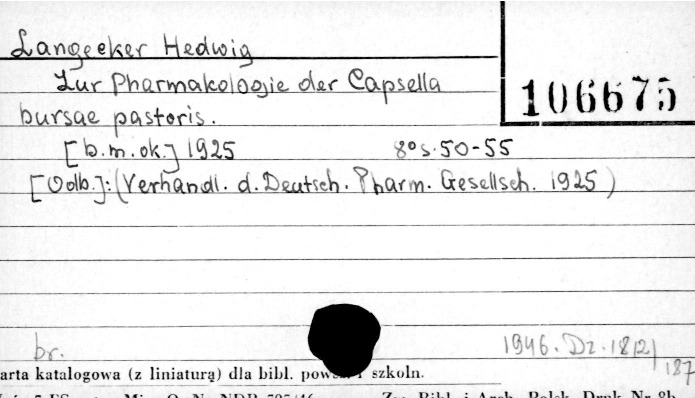 Langecker Hedwig
106675
Zur Pharmakologie der Capsella
bursae pastoris.
[b.m.ok.] 1925 8° s. 50-55
[Odb.]: (Verhandl. d. Deutsch. Pharm. Gesellsch. 1925)
br.
1946. Dz. 18/2/187
arta katalogowa (z liniaturą) dla bibl. pow i szkoln.